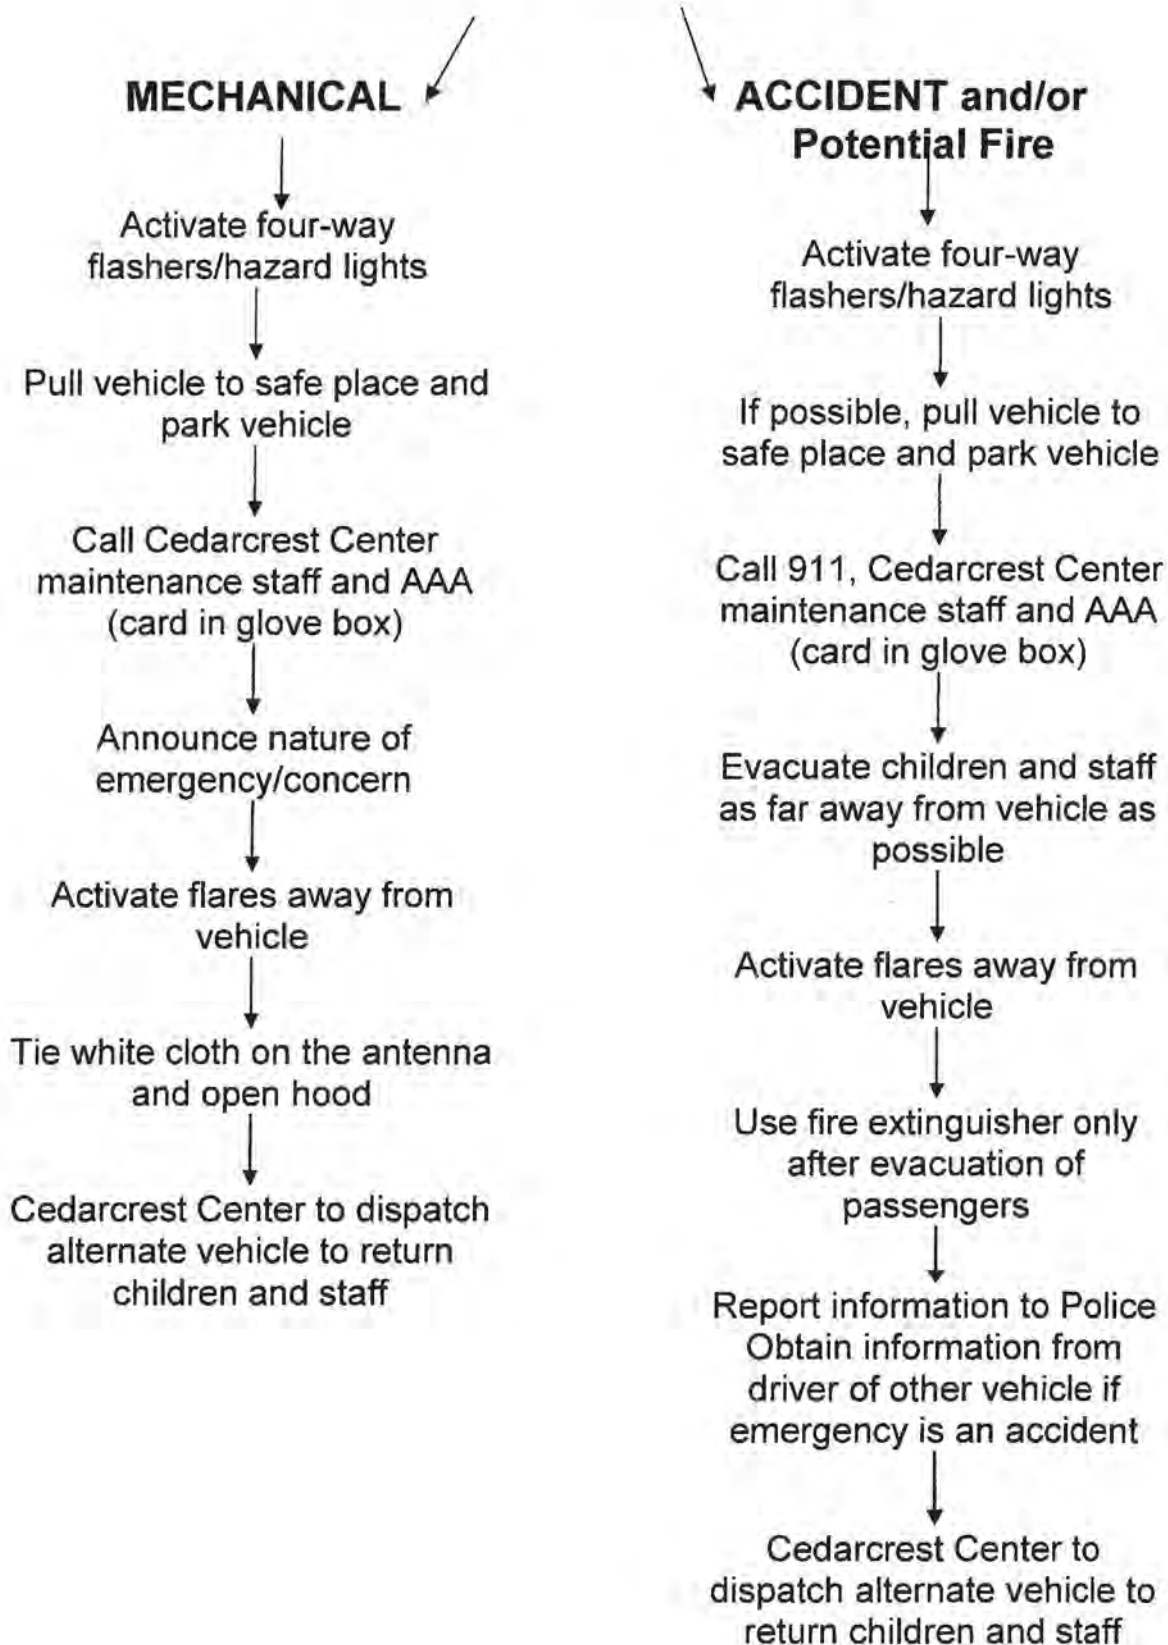 MECHANICAL
Activate four-way
flashers/hazard lights
Pull vehicle to safe place and
park vehicle
Call Cedarcrest Center
maintenance staff and AAA
(card in glove box)
Announce nature of
emergency/concern
Activate flares away from
vehicle
Tie white cloth on the antenna
and open hood
Cedarcrest Center to dispatch
alternate vehicle to return
children and staff
ACCIDENT and/or
Potential Fire
Activate four-way
flashers/hazard lights
If possible, pull vehicle to
safe place and park vehicle
Call 911, Cedarcrest Center
maintenance staff and AAA
(card in glove box)
Evacuate children and staff
as far away from vehicle as
possible
Activate flares away from
vehicle
Use fire extinguisher only
after evacuation of
passengers
Report information to Police
Obtain information from
driver of other vehicle if
emergency is an accident
Cedarcrest Center to
dispatch alternate vehicle to
return children and staff